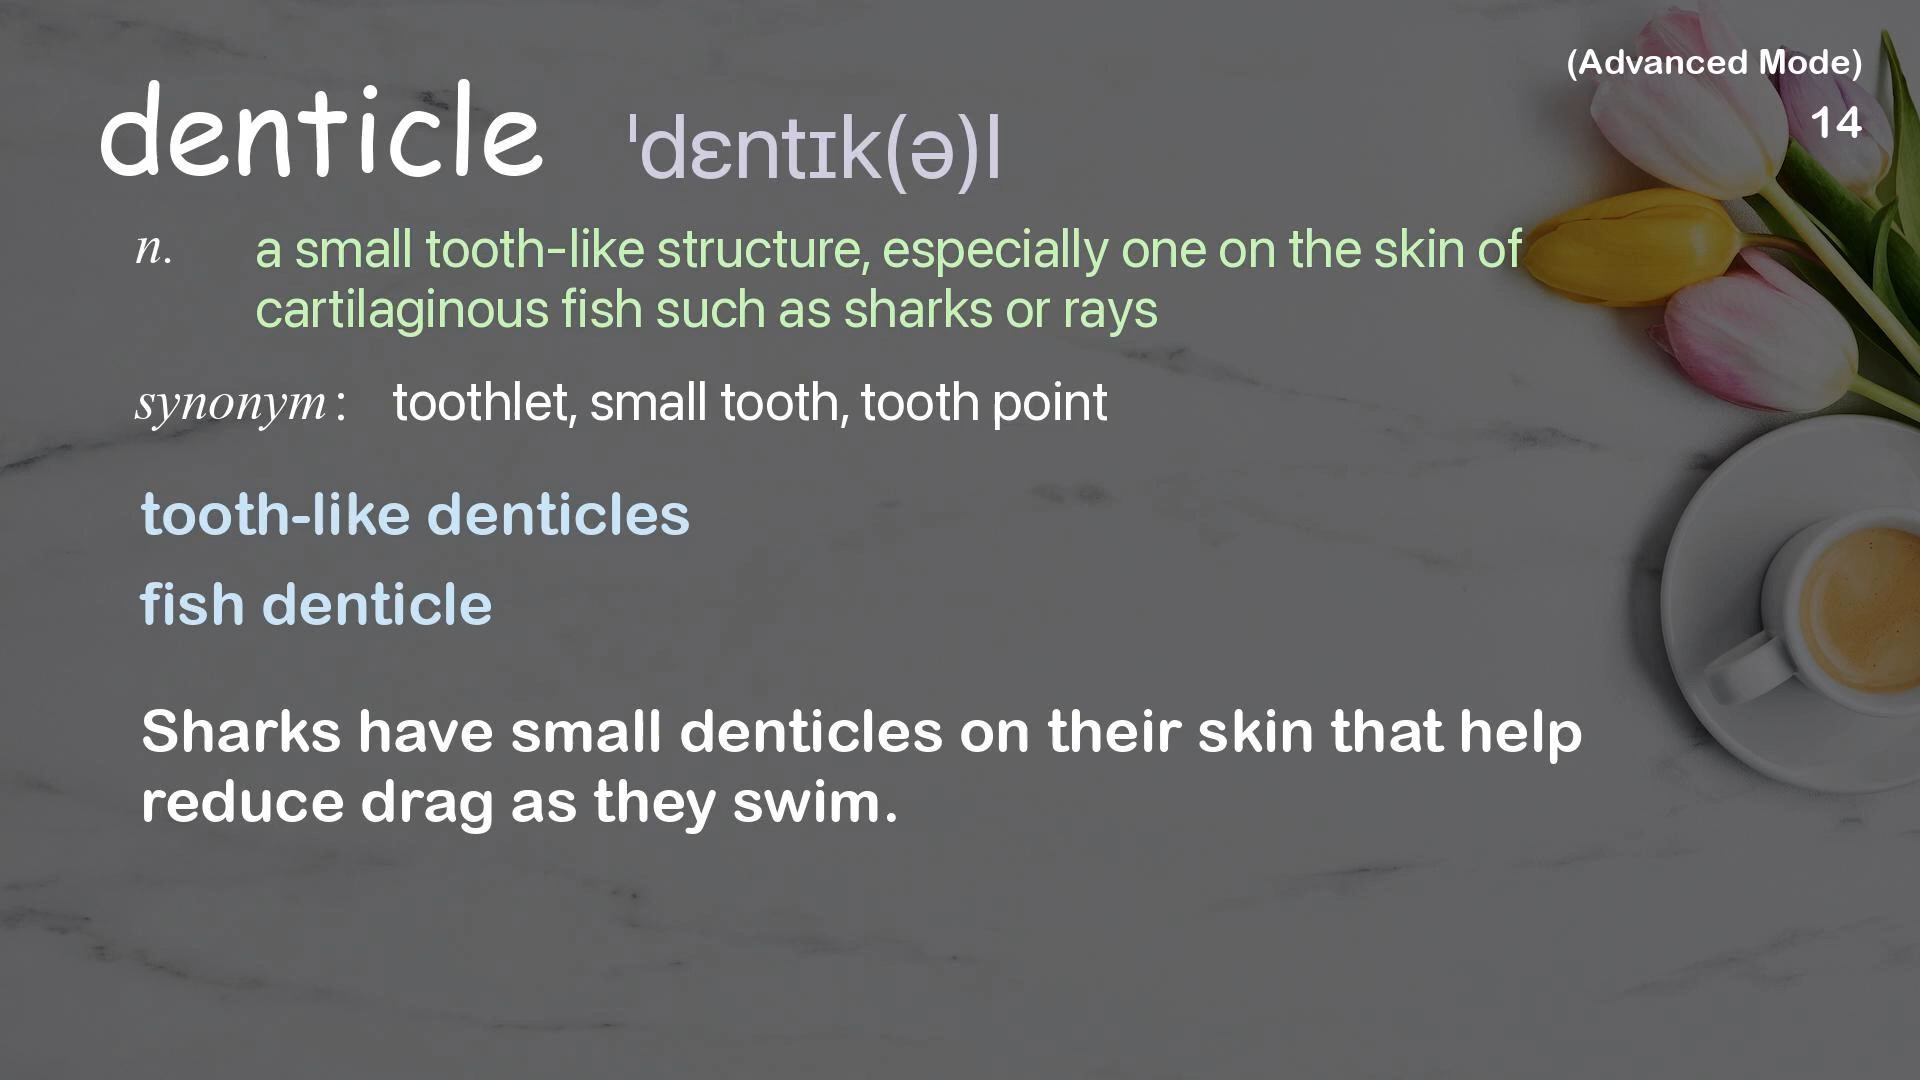 (Advanced Mode)
14
denticle ˈdɛntɪk(ə)l
n. a small tooth-like structure, especially one on the skin of
cartilaginous fish such as sharks or rays
synonym: toothlet, small tooth, tooth point
tooth-like denticles
fish denticle
Sharks have small denticles on their skin that help
reduce drag as they swim.